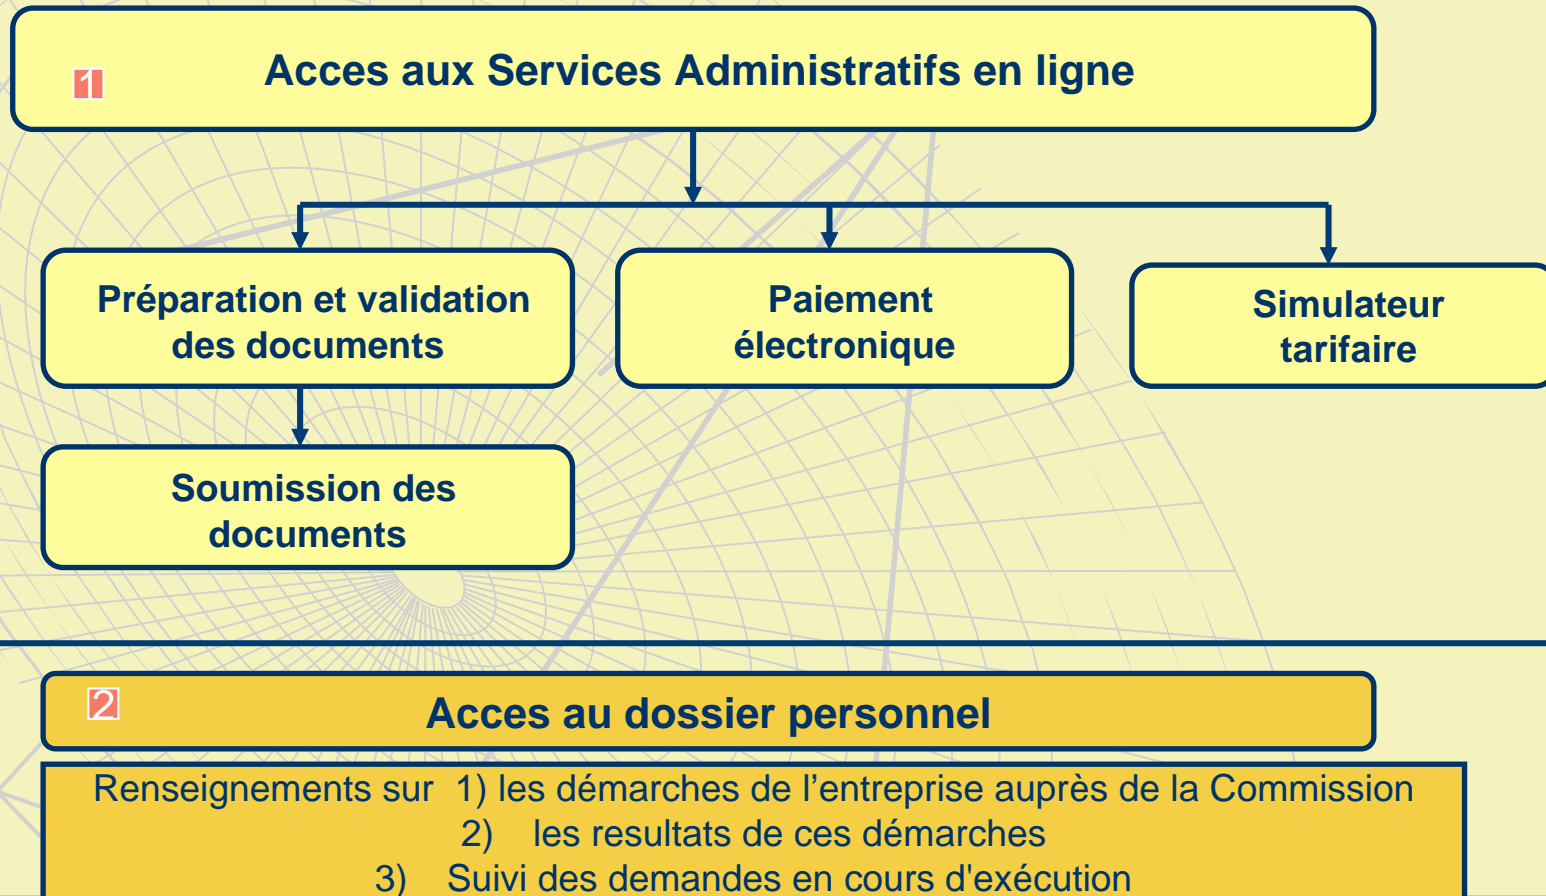 1
Acces aux Services Administratifs en ligne
Préparation et validation
des documents
Paiement
électronique
Simulateur
tarifaire
Soumission des
documents
2
Acces au dossier personnel
Renseignements sur 1) les démarches de l’entreprise auprès de la Commission
2) les resultats de ces démarches
3) Suivi des demandes en cours d'exécution